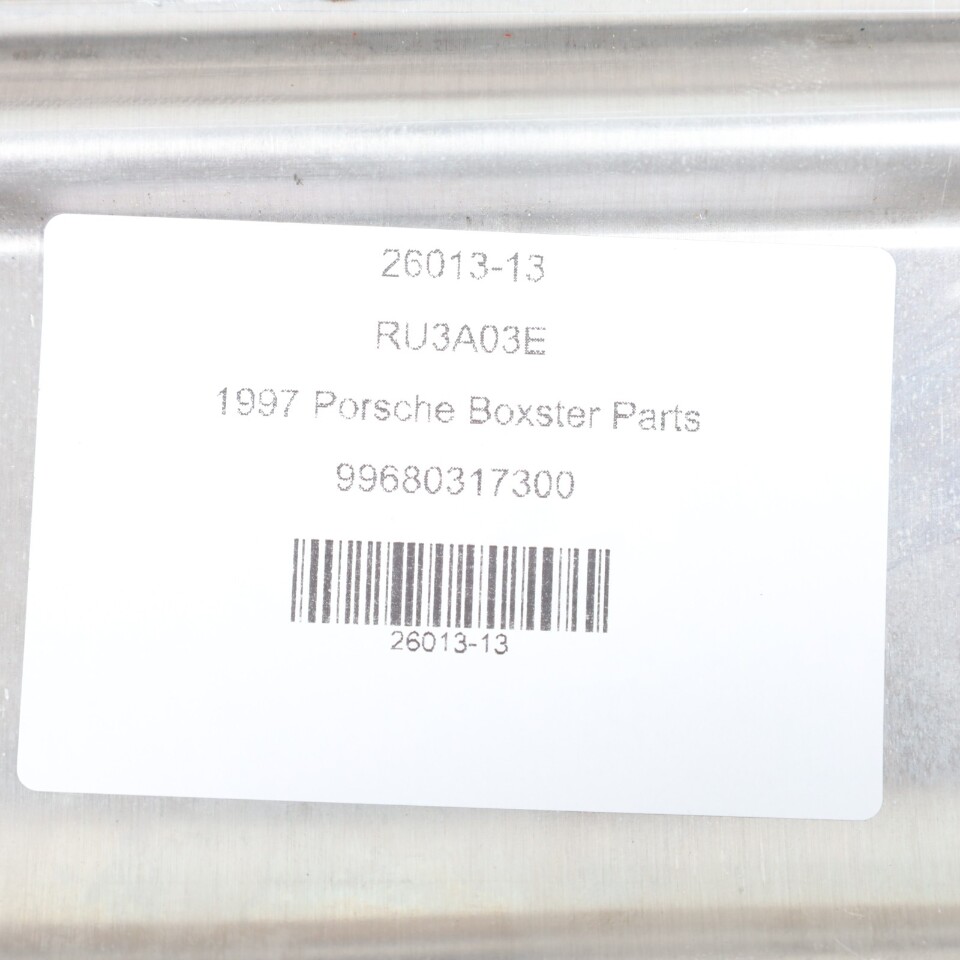 26013-13
RU3A03E
1997 Porsche Boxster Parts
99680317300
26013-13